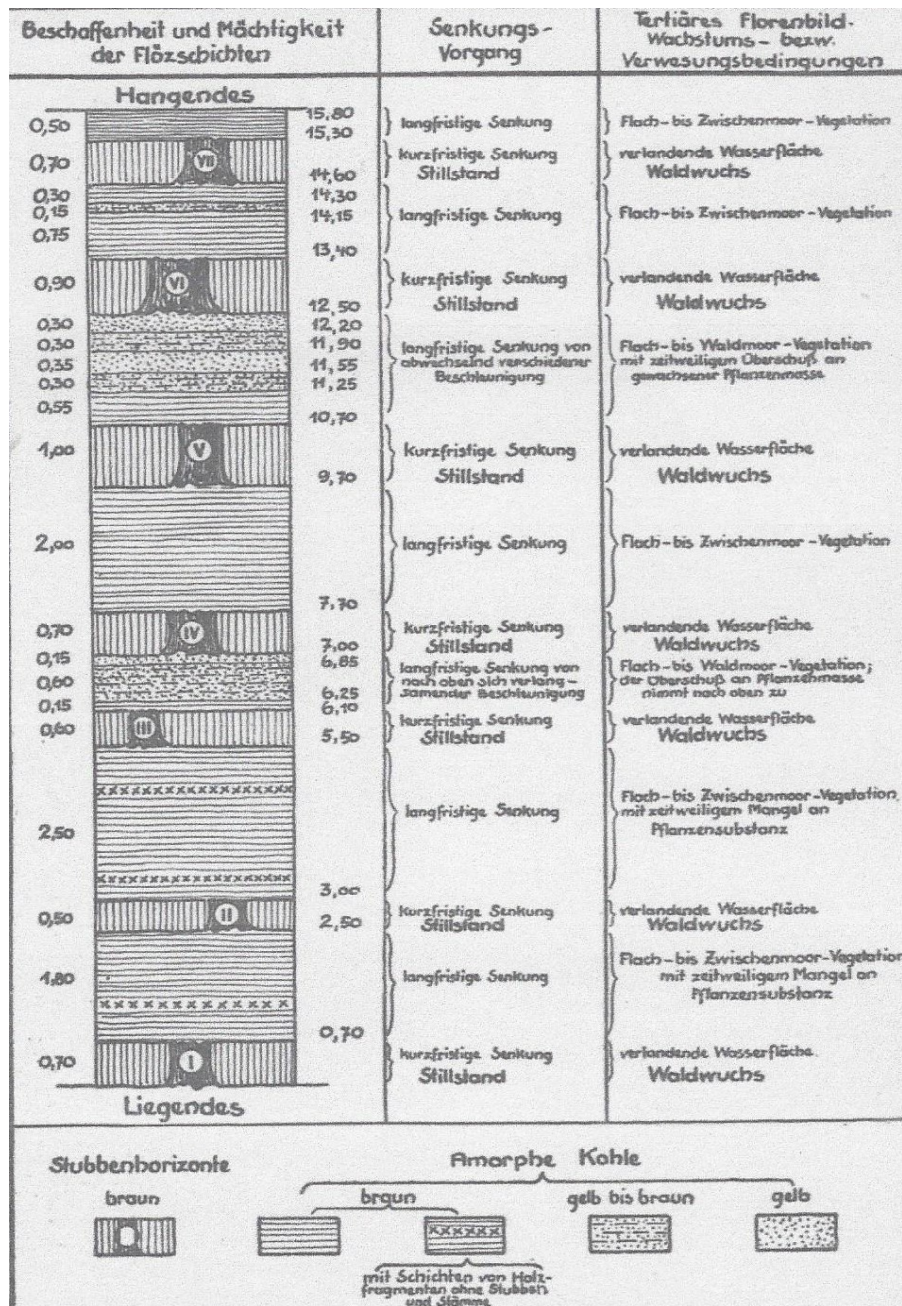 Beschaffenheit und Mächtigkeit
der Flözschichten
Senkungs-
Vorgang
Tertiäres Florenbild.
Wachstums- bezw.
Verwesungsbedingungen
Hangendes
15,80
0,50
langfristige Senkung
Flach- bis Zwischenmoor-Vegetation
15,30
0,70
VII
kurzfristige Senkung
Stillstand
verlandende Wasserfläche
Waldwuchs
14,60
0,30
14,30
0,15
14,15
langfristige Senkung
Flach- bis Zwischenmoor-Vegetation
0,75
13,40
0,90
VI
kurzfristige Senkung
Stillstand
verlandende Wasserfläche
Waldwuchs
12,50
0,30
12,20
0,30
11,90
0,35
11,55
0,30
11,25
langfristige Senkung von
abwechselnd verschiedener
Beschleunigung
Flach- bis Waldmoor-Vegetation
mit zeitweiligem Überschuß an
gewachsener Pflanzenmasse
0,55
10,70
1,00
V
kurzfristige Senkung
Stillstand
verlandende Wasserfläche
Waldwuchs
9,70
2,00
langfristige Senkung
Flach- bis Zwischenmoor-Vegetation
7,70
0,70
IV
kurzfristige Senkung
Stillstand
verlandende Wasserfläche
Waldwuchs
7,00
0,15
6,85
0,60
langfristige Senkung von
nach oben sich verlang-
samender Beschleunigung
Flach- bis Waldmoor-Vegetation;
der Überschuß an Pflanzenmasse
nimmt nach oben zu
6,25
0,15
6,10
0,60
III
kurzfristige Senkung
Stillstand
verlandende Wasserfläche
Waldwuchs
5,50
2,50
langfristige Senkung
Flach- bis Zwischenmoor-Vegetation
mit zeitweiligem Mangel an
Pflanzensubstanz
3,00
0,50
II
kurzfristige Senkung
Stillstand
verlandende Wasserfläche
Waldwuchs
2,50
1,80
langfristige Senkung
Flach- bis Zwischenmoor-Vegetation
mit zeitweiligem Mangel an
Pflanzensubstanz
0,70
0,70
I
kurzfristige Senkung
Stillstand
verlandende Wasserfläche.
Waldwuchs
Liegendes
Stubbenhorizonte
braun
Amorphe Kohle
braun
gelb bis braun
gelb
mit Schichten von Holz-
fragmenten ohne Stubben
und Stämme